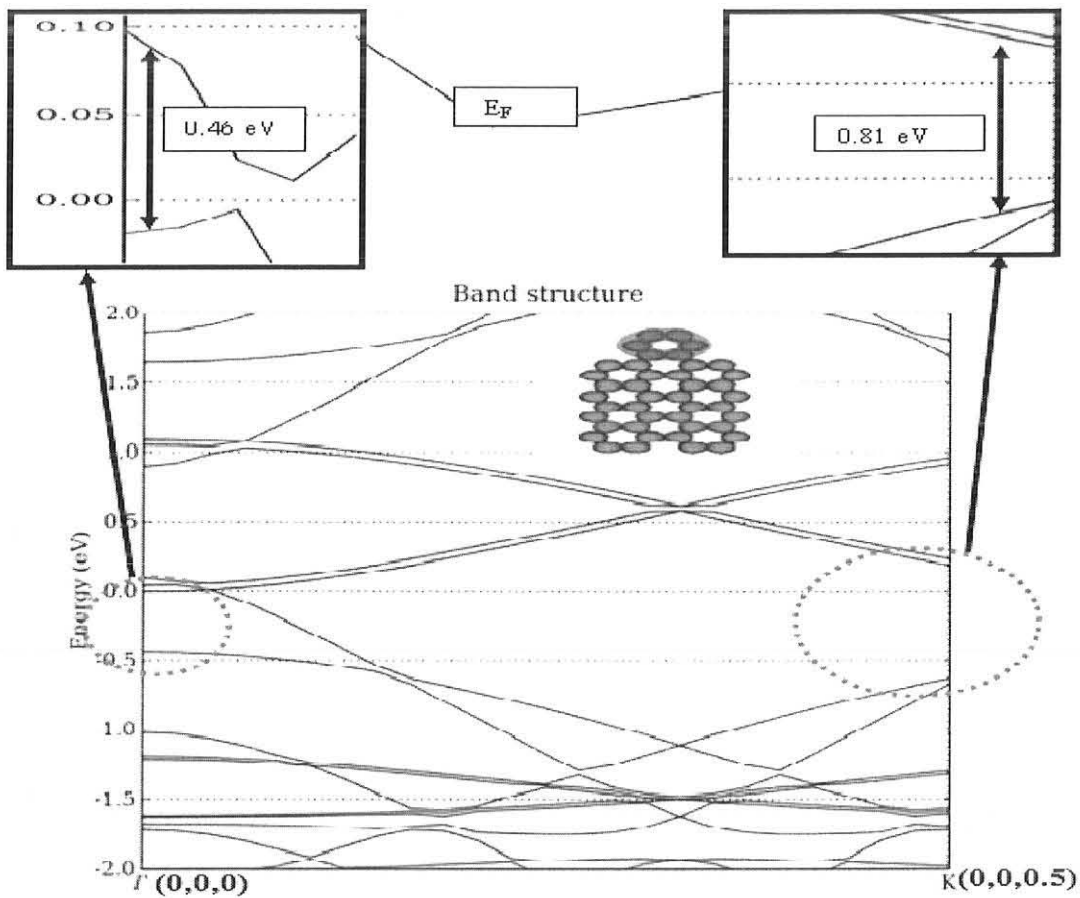 0.10
0.05
0.00
0.46 eV
E_F
0.81 eV
Band structure
2.0
1.5
1.0
0.5
0.0
-0.5
1.0
-1.5
-2.0
Energy (eV)
Γ (0,0,0)
K(0,0,0.5)